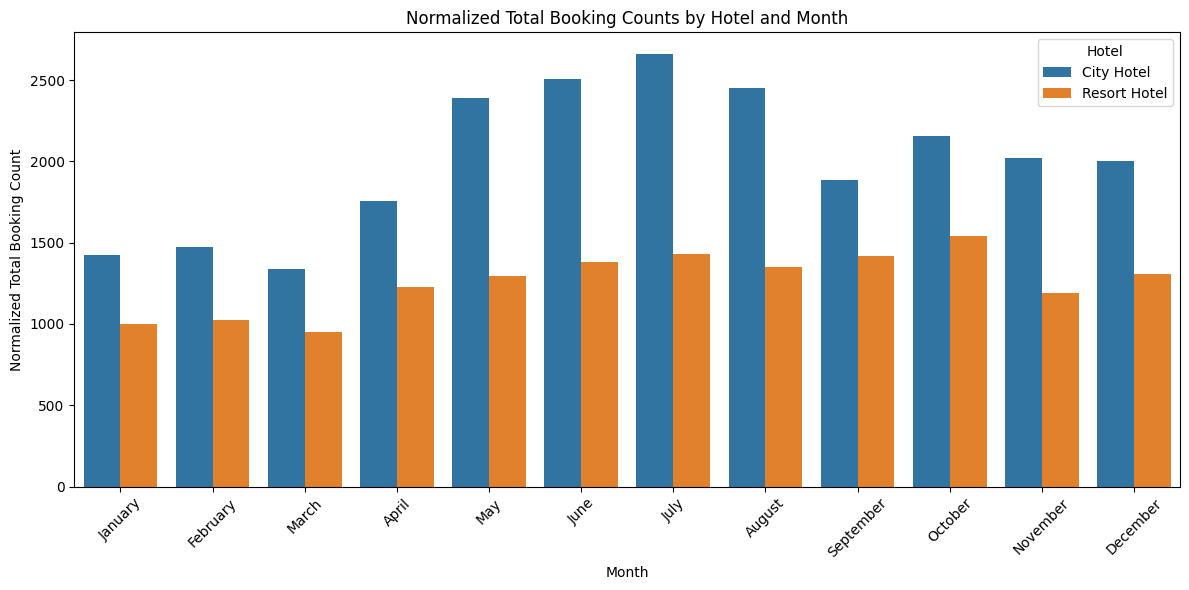 Normalized Total Booking Counts by Hotel and Month
Hotel
City Hotel
Resort Hotel
Normalized Total Booking Count
2500
2000
1500
1000
500
0
January
February
March
April
May
June
July
August
September
October
November
December
Month